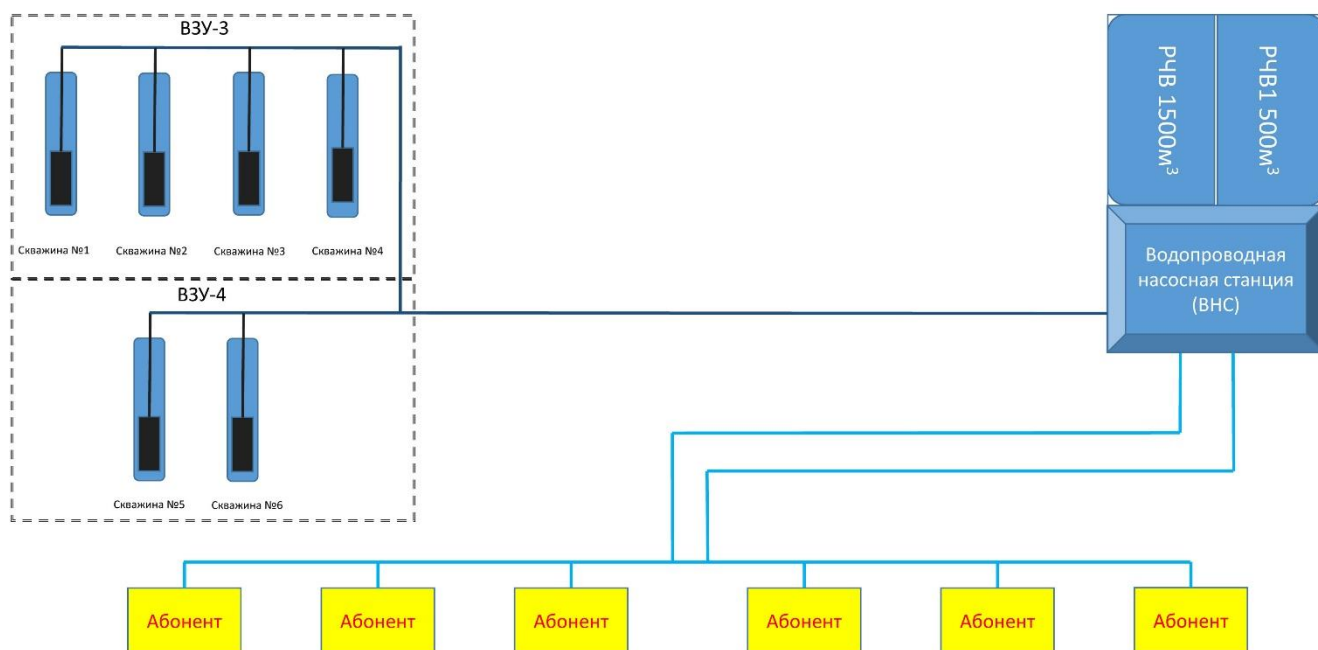 ВЗУ-3
Скважина №1
Скважина №2
Скважина №3
Скважина №4
ВЗУ-4
Скважина №5
Скважина №6
РЧВ 1500м³
РЧВ1 500м³
Водопроводная
насосная станция
(ВНС)
Абонент
Абонент
Абонент
Абонент
Абонент
Абонент